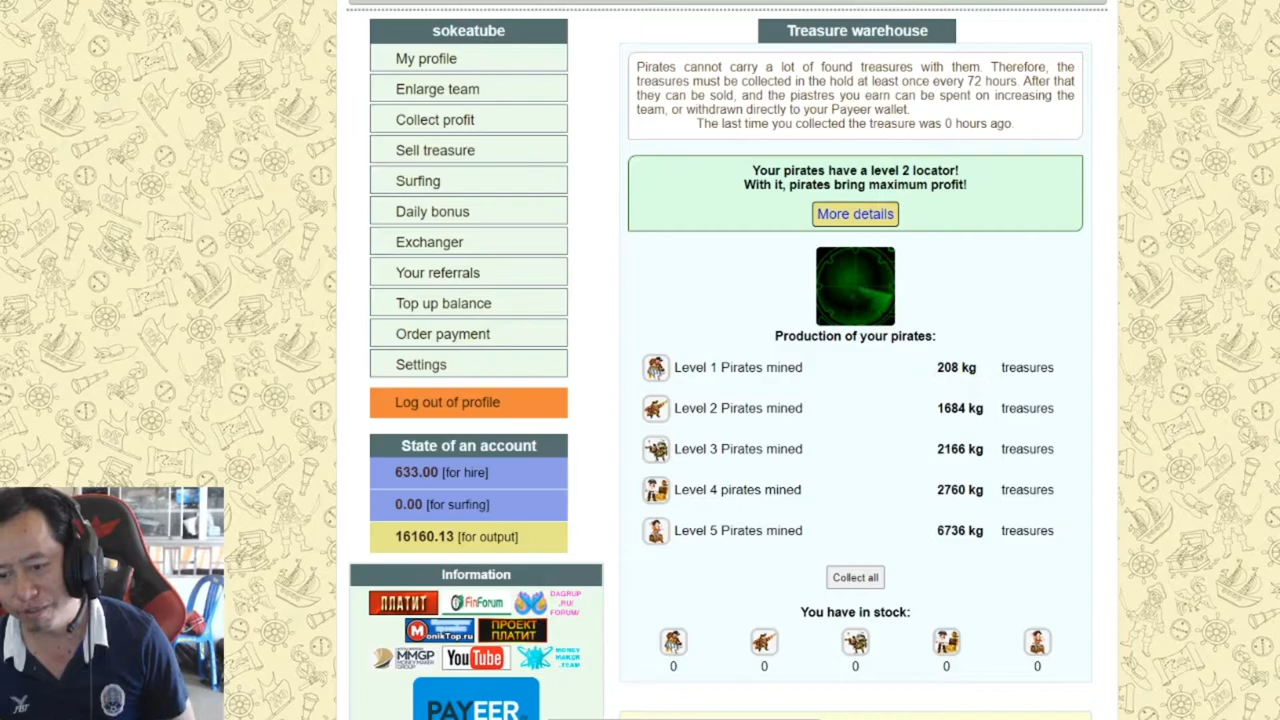 sokeatube
My profile
Enlarge team
Collect profit
Sell treasure
Surfing
Daily bonus
Exchanger
Your referrals
Top up balance
Order payment
Settings
Log out of profile
State of an account
633.00 [for hire]
0.00 [for surfing]
16160.13 [for output]
Information
ПЛАТИТ
FinForum
DAGRUP
.RU/
FORUM/
MonikTop.ru
ПРОЕКТ
ПЛАТИТ
MMGP
YouTube
MONEY
MAKER
.TEAM
PAYEER
Treasure warehouse
Pirates cannot carry a lot of found treasures with them. Therefore, the
treasures must be collected in the hold at least once every 72 hours. After that
they can be sold, and the piastres you earn can be spent on increasing the
team, or withdrawn directly to your Payeer wallet.
The last time you collected the treasure was 0 hours ago.
Your pirates have a level 2 locator!
With it, pirates bring maximum profit!
More details
Production of your pirates:
Level 1 Pirates mined 208 kg treasures
Level 2 Pirates mined 1684 kg treasures
Level 3 Pirates mined 2166 kg treasures
Level 4 pirates mined 2760 kg treasures
Level 5 Pirates mined 6736 kg treasures
Collect all
You have in stock:
0 0 0 0 0